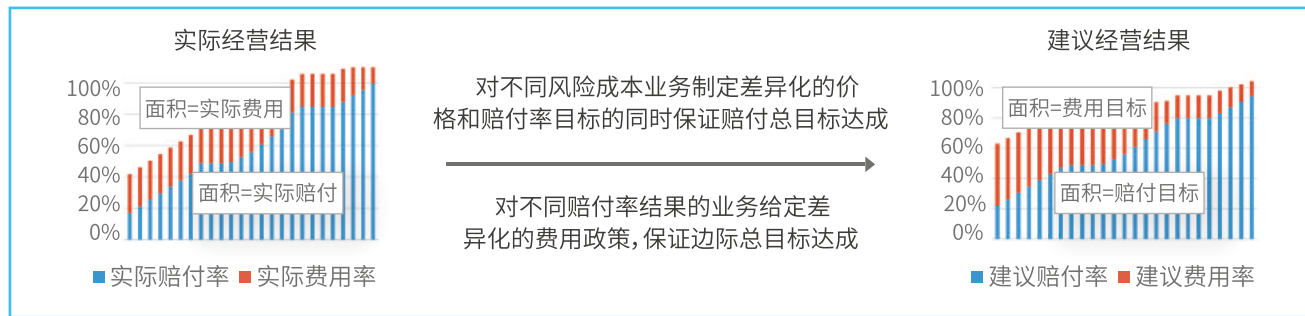 实际经营结果
100%
80%
60%
40%
20%
0%
面积=实际费用
面积=实际赔付
实际赔付率 实际费用率
对不同风险成本业务制定差异化的价
格和赔付率目标的同时保证赔付总目标达成
对不同赔付率结果的业务给定差
异化的费用政策，保证边际总目标达成
建议经营结果
100%
80%
60%
40%
20%
0%
面积=费用目标
面积=赔付目标
建议赔付率 建议费用率